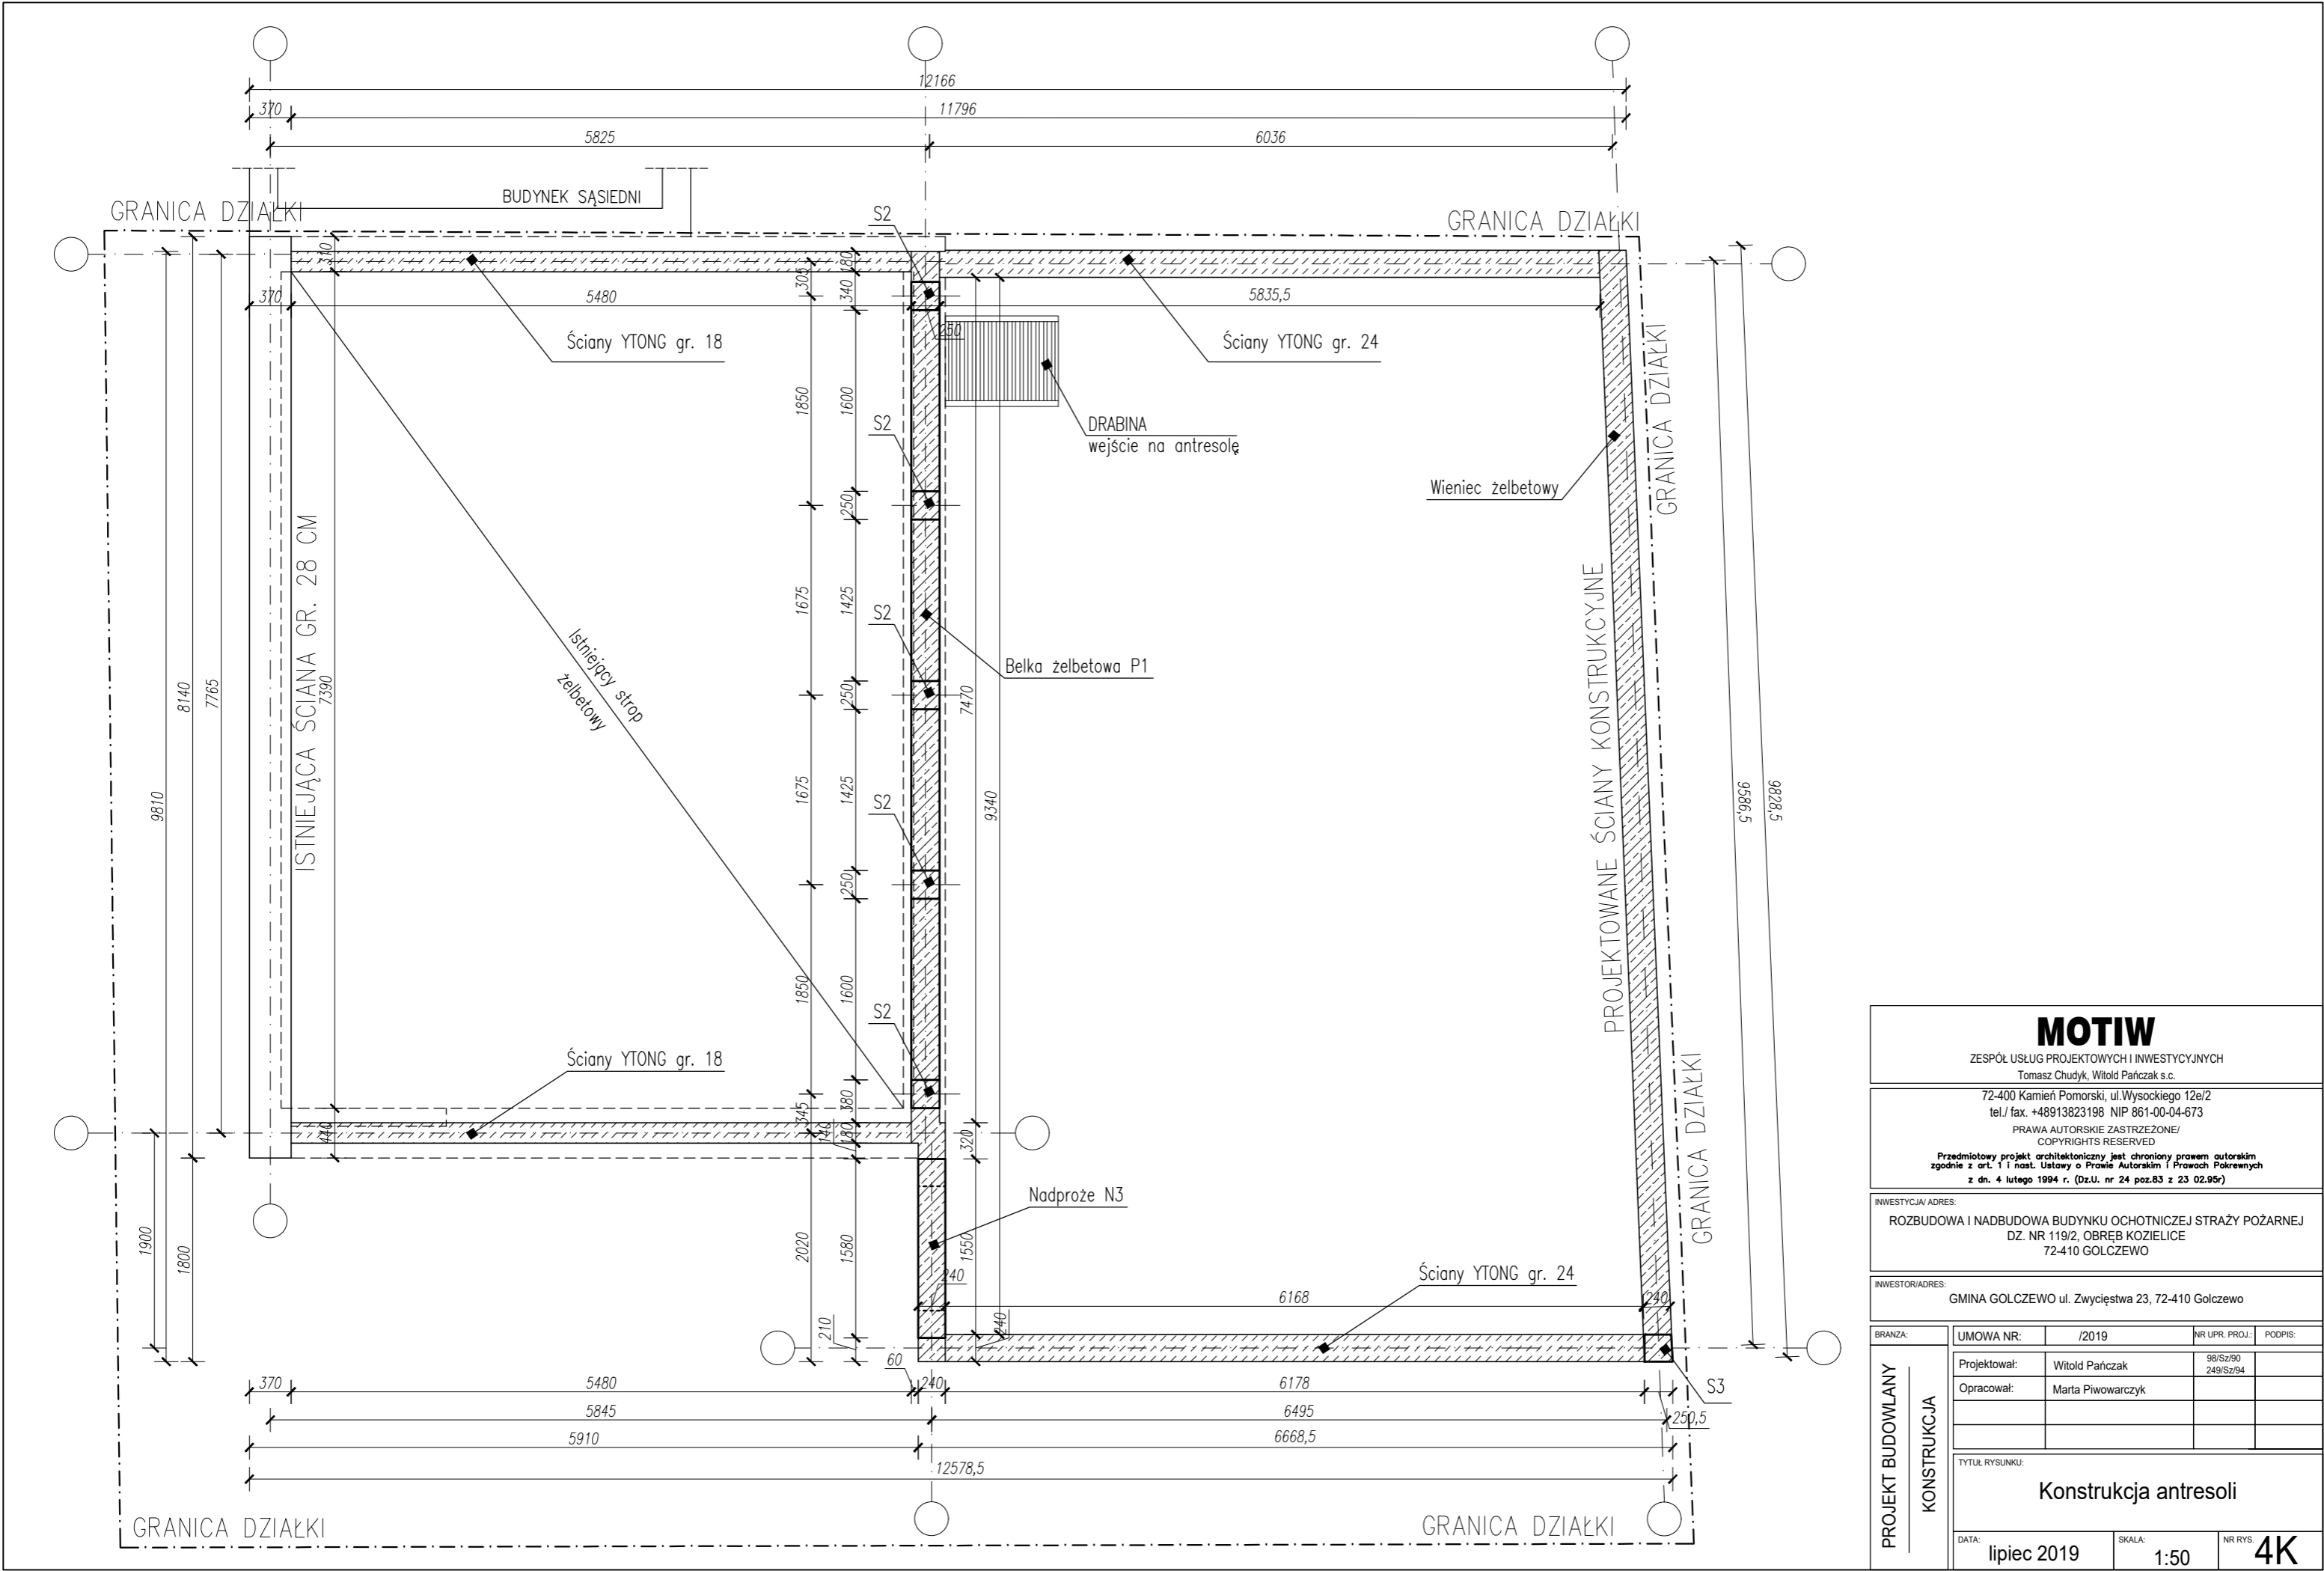 12166
370
11796
5825
6036
BUDYNEK SĄSIEDNI
GRANICA DZIAŁKI
GRANICA DZIAŁKI
S2
310
305
180
340
370
5480
5835,5
250
Ściany YTONG gr. 18
Ściany YTONG gr. 24
DRABINA
wejście na antresolę
S2
1850
1600
GRANICA DZIAŁKI
Wieniec żelbetowy
250
ISTNIEJĄCA ŚCIANA GR. 28 CM
7390
8140
7765
9810
Istniejący strop
żelbetowy
1675
1425
S2
Belka żelbetowa P1
250
7470
9340
PROJEKTOWANE ŚCIANY KONSTRUKCYJNE
9586,5
9828,5
1675
1425
S2
250
1850
1600
S2
Ściany YTONG gr. 18
345
380
440
140
180
320
GRANICA DZIAŁKI
Nadproże N3
1900
1800
2020
1580
1550
240
Ściany YTONG gr. 24
6168
240
210
240
60
370
5480
240
6178
S3
5845
6495
250,5
5910
6668,5
12578,5
GRANICA DZIAŁKI
GRANICA DZIAŁKI
MOTIW
ZESPÓŁ USŁUG PROJEKTOWYCH I INWESTYCYJNYCH
Tomasz Chudyk, Witold Pańczak s.c.
72-400 Kamień Pomorski, ul.Wysockiego 12e/2
tel./ fax. +48913823198 NIP 861-00-04-673
PRAWA AUTORSKIE ZASTRZEŻONE/
COPYRIGHTS RESERVED
Przedmiotowy projekt architektoniczny jest chroniony prawem autorskim
zgodnie z art. 1 i nast. Ustawy o Prawie Autorskim i Prawach Pokrewnych
z dn. 4 lutego 1994 r. (Dz.U. nr 24 poz.83 z 23 02.95r)
INWESTYCJA/ ADRES:
ROZBUDOWA I NADBUDOWA BUDYNKU OCHOTNICZEJ STRAŻY POŻARNEJ
DZ. NR 119/2, OBRĘB KOZIELICE
72-410 GOLCZEWO
INWESTOR/ADRES:
GMINA GOLCZEWO ul. Zwycięstwa 23, 72-410 Golczewo
BRANZA:
UMOWA NR: /2019 NR UPR. PROJ.: PODPIS:
Projektował: Witold Pańczak 98/Sz/90
249/Sz/94
Opracował: Marta Piwowarczyk
PROJEKT BUDOWLANY
KONSTRUKCJA
TYTUŁ RYSUNKU:
Konstrukcja antresoli
DATA: lipiec 2019 SKALA: 1:50 NR RYS. 4K